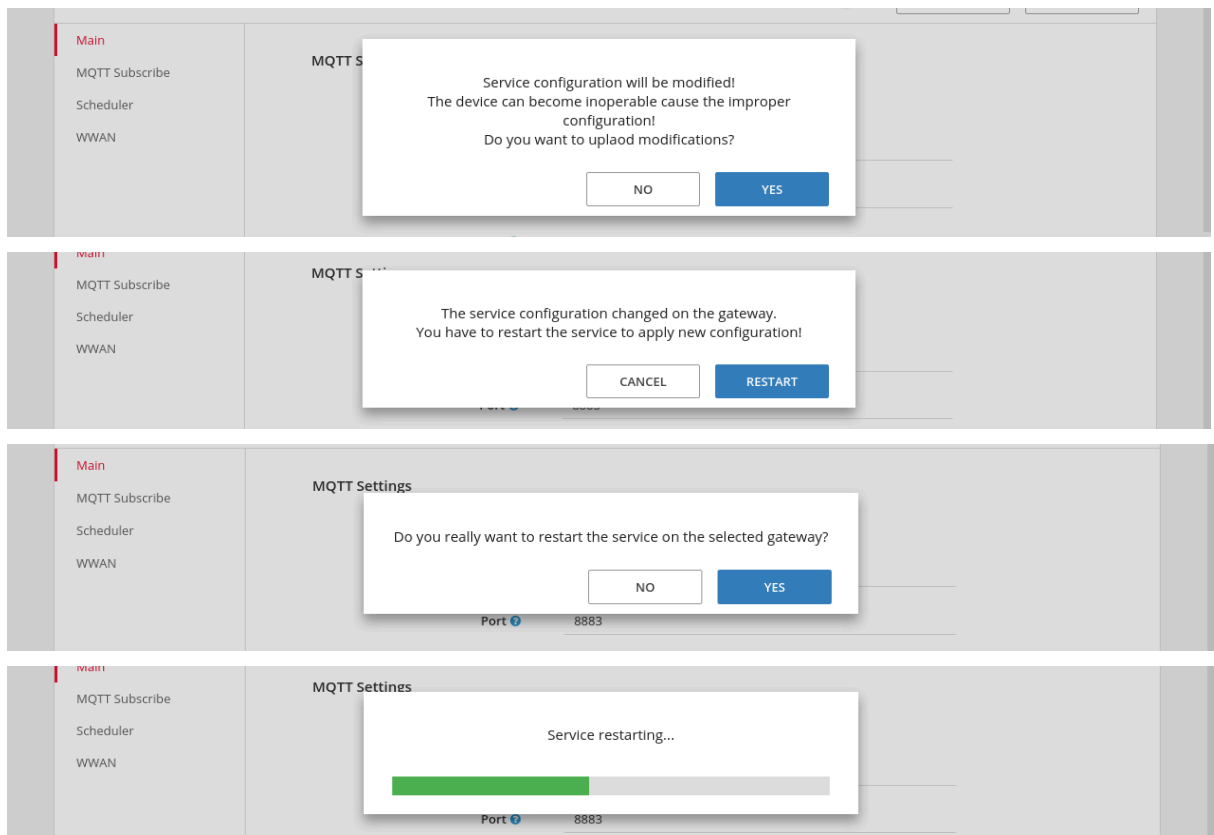 Main
MQTT Subscribe
Scheduler
WWAN
MQTT S
Service configuration will be modified!
The device can become inoperable cause the improper
configuration!
Do you want to uplaod modifications?
NO YES
Main
MQTT Subscribe
Scheduler
WWAN
MQTT S
The service configuration changed on the gateway.
You have to restart the service to apply new configuration!
CANCEL RESTART
Main
MQTT Subscribe
Scheduler
WWAN
MQTT Settings
Do you really want to restart the service on the selected gateway?
NO YES
Port 8883
Main
MQTT Subscribe
Scheduler
WWAN
MQTT Settings
Service restarting...
Port 8883